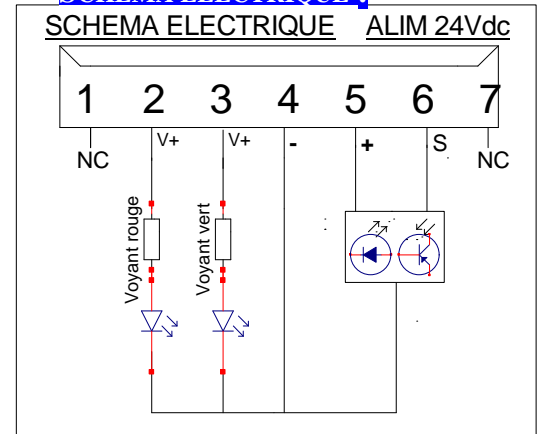 SCHEMA ELECTRIQUE ALIM 24Vdc
1 2 3 4 5 6 7
NC V+ V+ - + S NC
Voyant rouge
Voyant vert